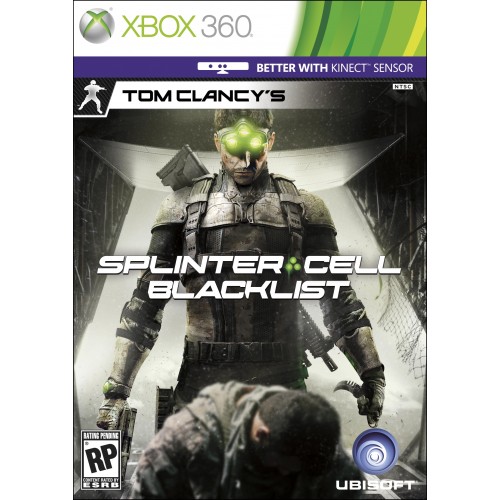 XBOX 360
BETTER WITH KINECT™ SENSOR
NTSC
TOM CLANCY'S
SPLINTER CELL
BLACKLIST
RATING PENDING
RP
CONTENT RATED BY
ESRB
UBISOFT